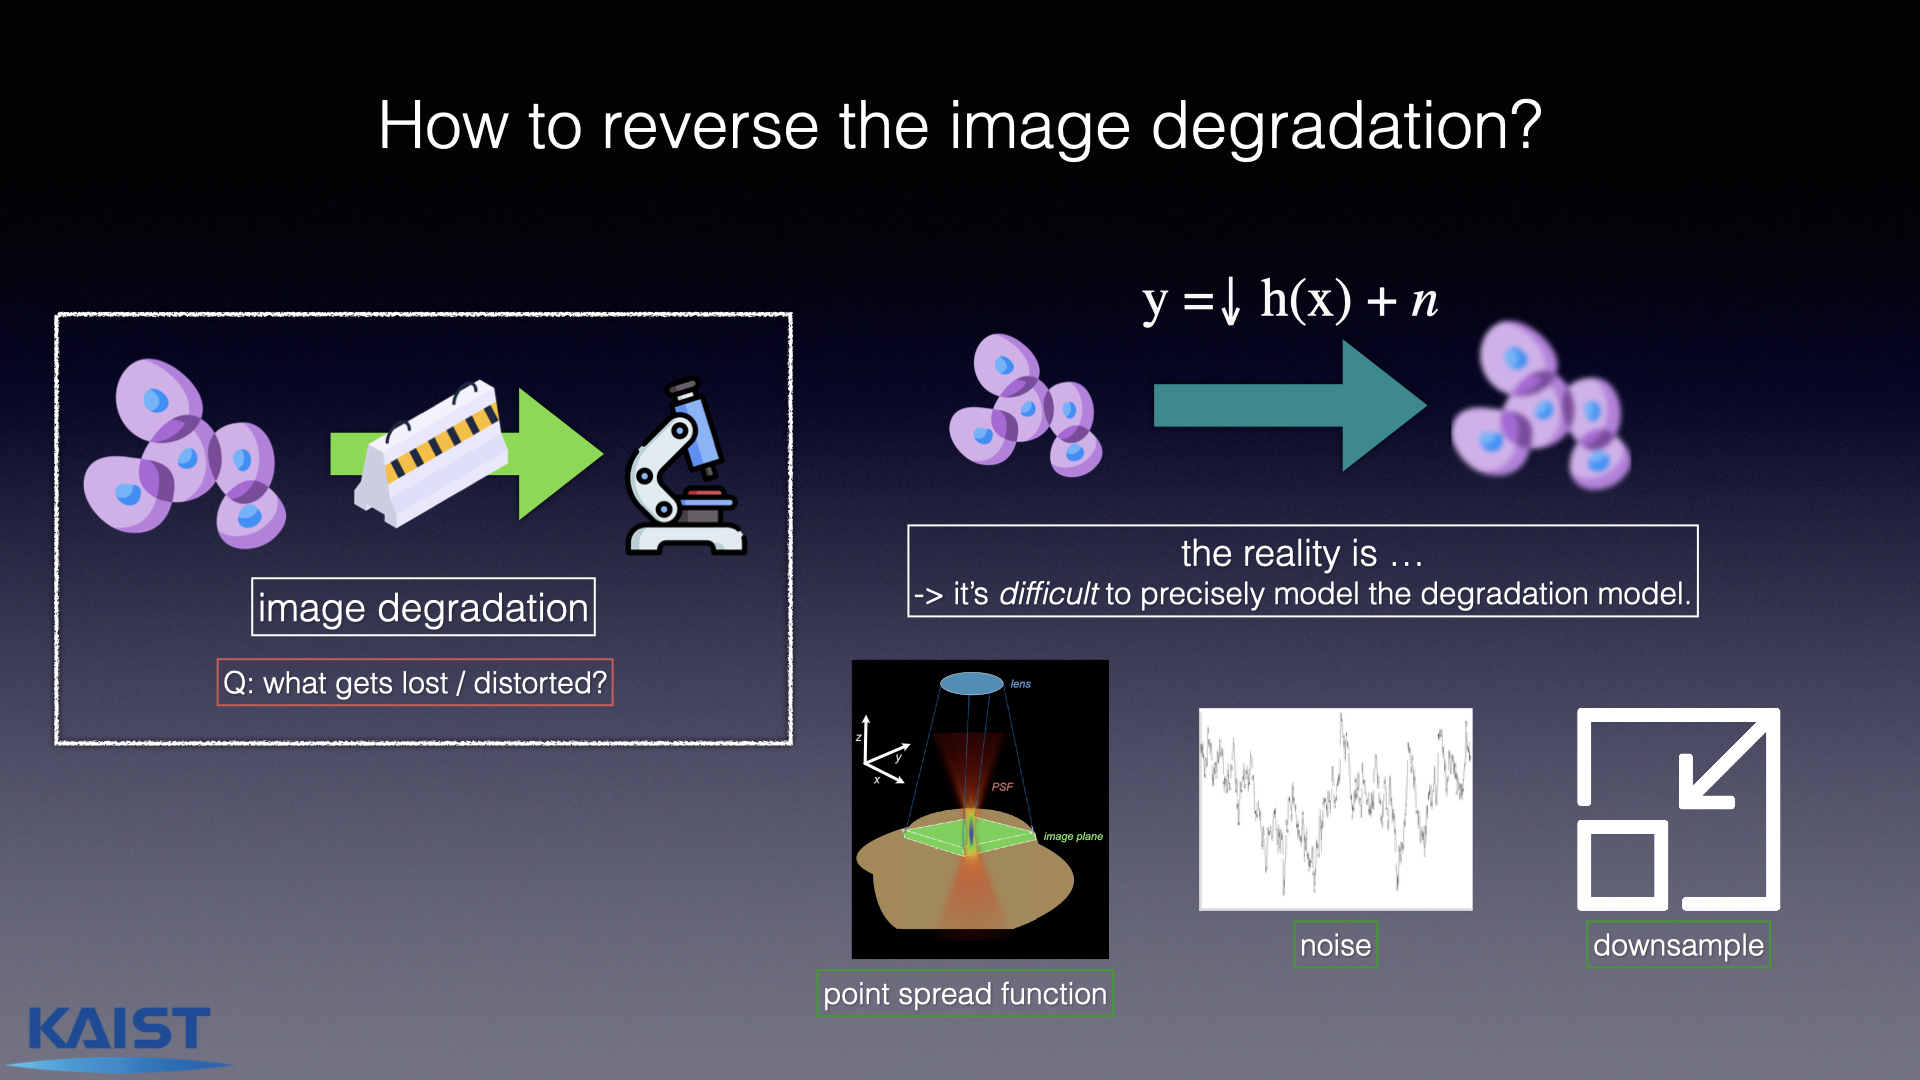 How to reverse the image degradation?
image degradation
Q: what gets lost / distorted?
y =↓ h(x) + n
the reality is …
-> it's difficult to precisely model the degradation model.
lens
z
y
x
PSF
image plane
point spread function
noise
downsample
KAIST